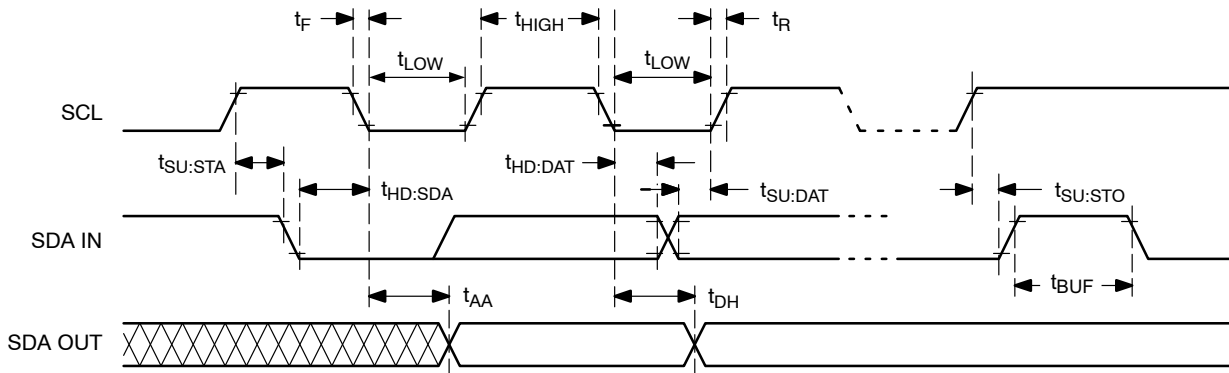 tF
tHIGH
tR
tLOW
tLOW
SCL
tSU:STA
tHD:DAT
tHD:SDA
tSU:DAT
tSU:STO
SDA IN
tBUF
tAA
tDH
SDA OUT